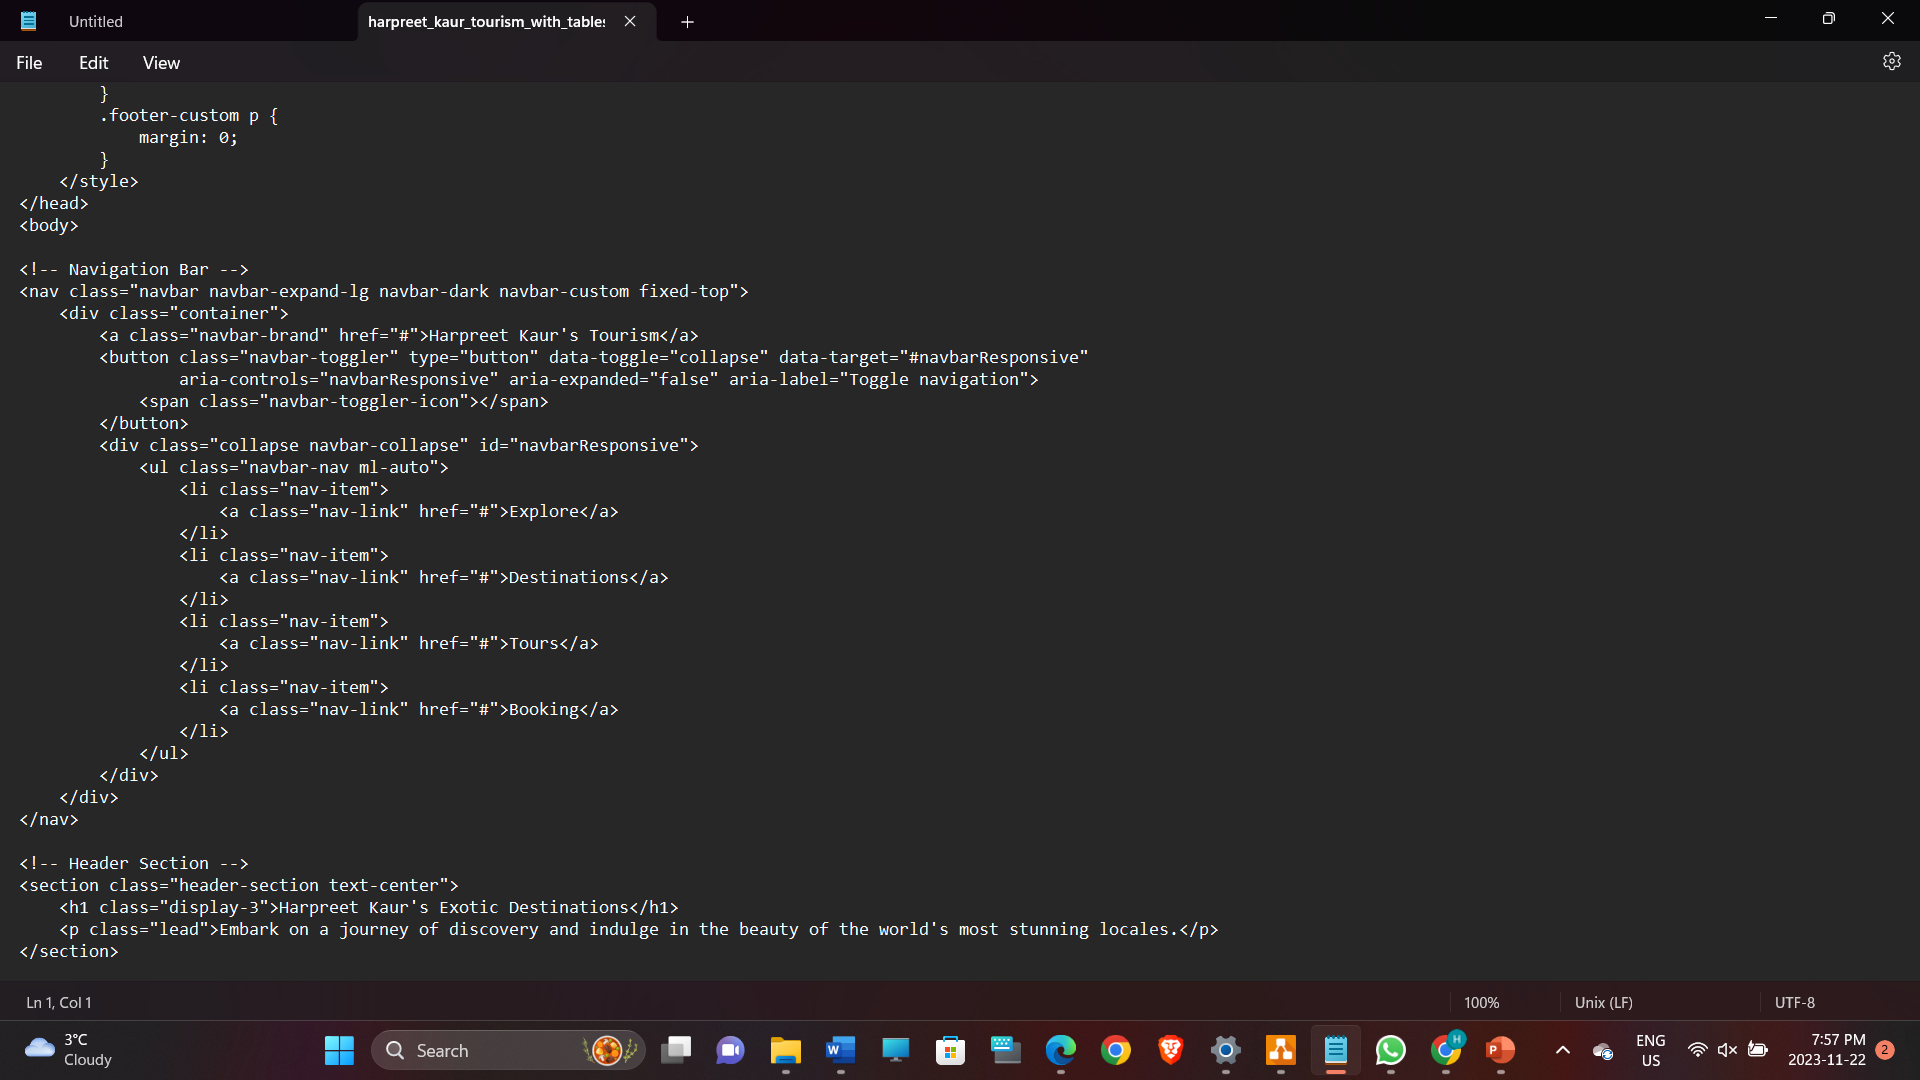 Untitled
harpreet_kaur_tourism_with_tables
File Edit View
        }
        .footer-custom p {
            margin: 0;
        }
    </style>
</head>
<body>
<!-- Navigation Bar -->
<nav class="navbar navbar-expand-lg navbar-dark navbar-custom fixed-top">
    <div class="container">
        <a class="navbar-brand" href="#">Harpreet Kaur's Tourism</a>
        <button class="navbar-toggler" type="button" data-toggle="collapse" data-target="#navbarResponsive"
                aria-controls="navbarResponsive" aria-expanded="false" aria-label="Toggle navigation">
            <span class="navbar-toggler-icon"></span>
        </button>
        <div class="collapse navbar-collapse" id="navbarResponsive">
            <ul class="navbar-nav ml-auto">
                <li class="nav-item">
                    <a class="nav-link" href="#">Explore</a>
                </li>
                <li class="nav-item">
                    <a class="nav-link" href="#">Destinations</a>
                </li>
                <li class="nav-item">
                    <a class="nav-link" href="#">Tours</a>
                </li>
                <li class="nav-item">
                    <a class="nav-link" href="#">Booking</a>
                </li>
            </ul>
        </div>
    </div>
</nav>
<!-- Header Section -->
<section class="header-section text-center">
    <h1 class="display-3">Harpreet Kaur's Exotic Destinations</h1>
    <p class="lead">Embark on a journey of discovery and indulge in the beauty of the world's most stunning locales.</p>
</section>
Ln 1, Col 1
100%
Unix (LF)
UTF-8
3°C
Cloudy
Search
W
H
P
ENG
US
7:57 PM
2023-11-22
2